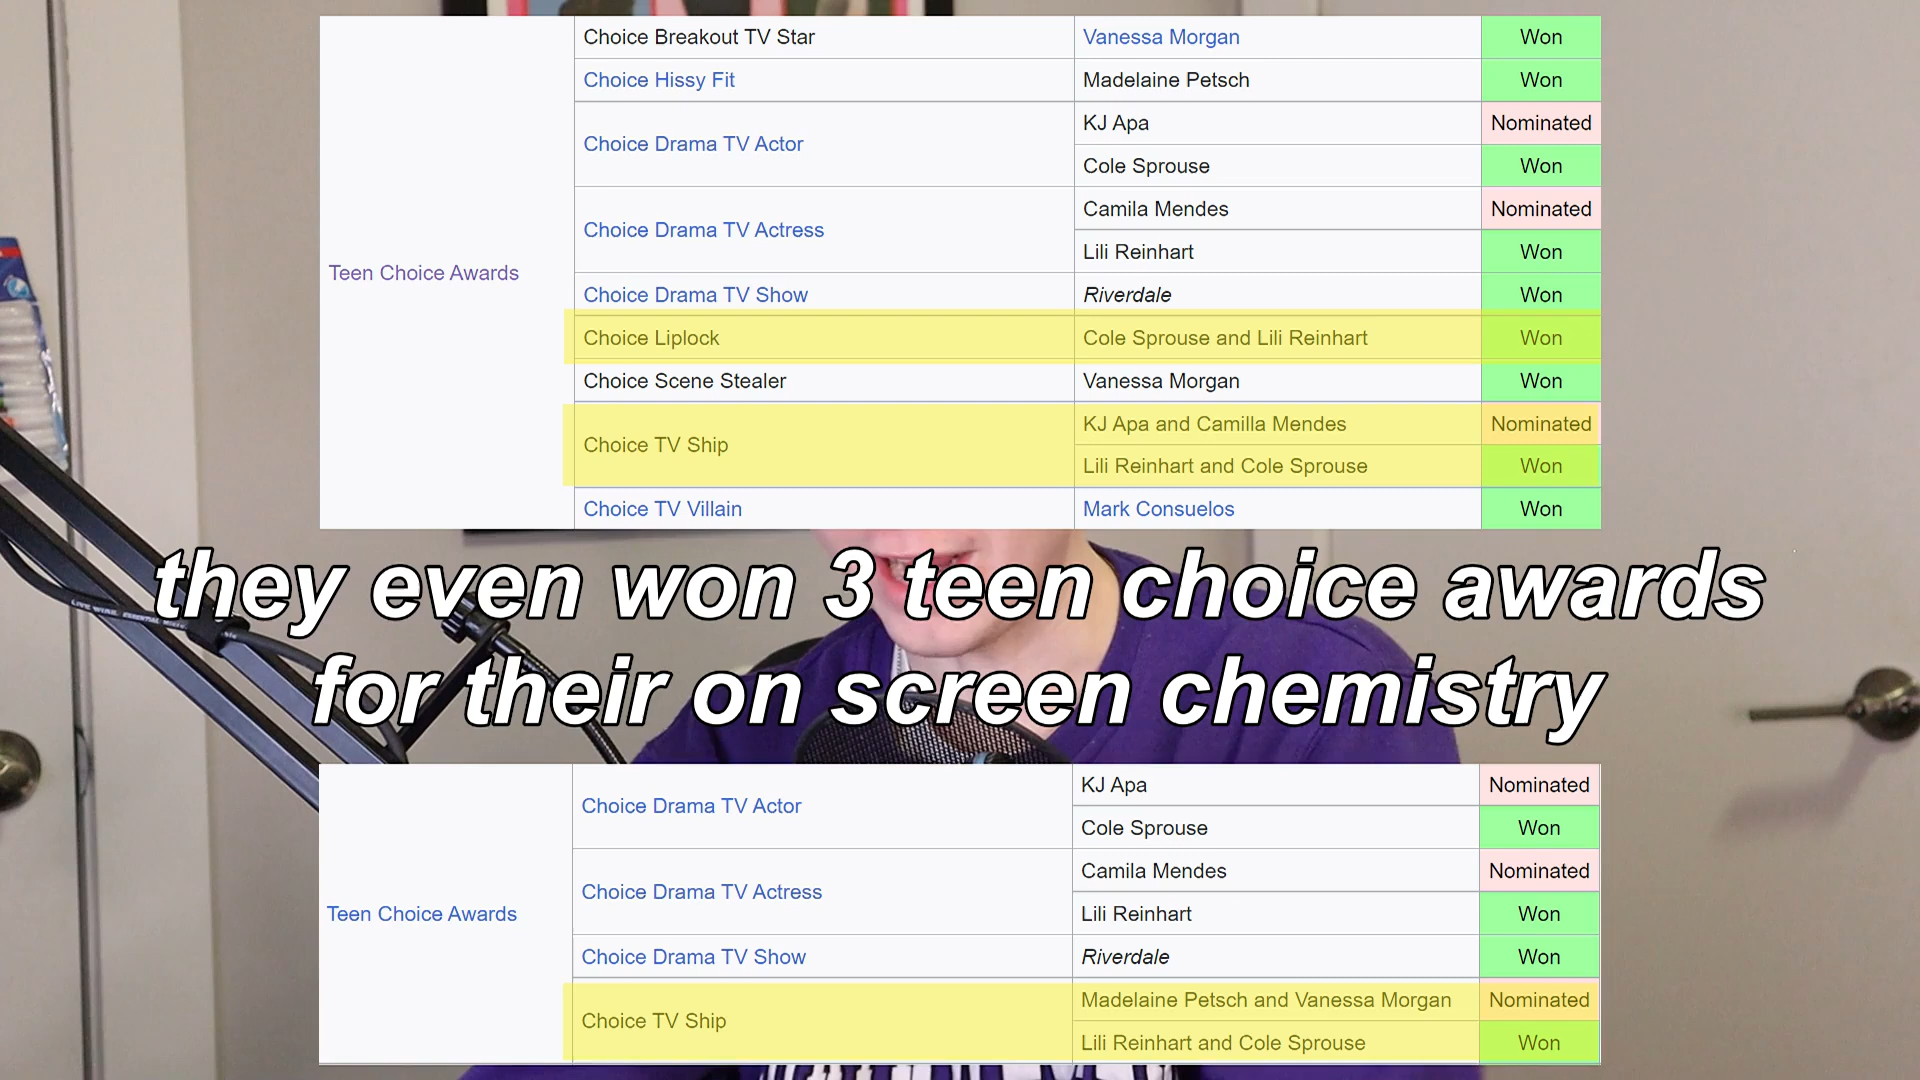 Choice Breakout TV Star Vanessa Morgan Won
Choice Hissy Fit Madelaine Petsch Won
KJ Apa Nominated
Choice Drama TV Actor
Cole Sprouse Won
Camila Mendes Nominated
Choice Drama TV Actress
Lili Reinhart Won
Teen Choice Awards
Choice Drama TV Show Riverdale Won
Choice Liplock Cole Sprouse and Lili Reinhart Won
Choice Scene Stealer Vanessa Morgan Won
KJ Apa and Camilla Mendes Nominated
Choice TV Ship
Lili Reinhart and Cole Sprouse Won
Choice TV Villain Mark Consuelos Won
they even won 3 teen choice awards
for their on screen chemistry
KJ Apa Nominated
Choice Drama TV Actor
Cole Sprouse Won
Camila Mendes Nominated
Choice Drama TV Actress
Lili Reinhart Won
Teen Choice Awards
Choice Drama TV Show Riverdale Won
Madelaine Petsch and Vanessa Morgan Nominated
Choice TV Ship
Lili Reinhart and Cole Sprouse Won